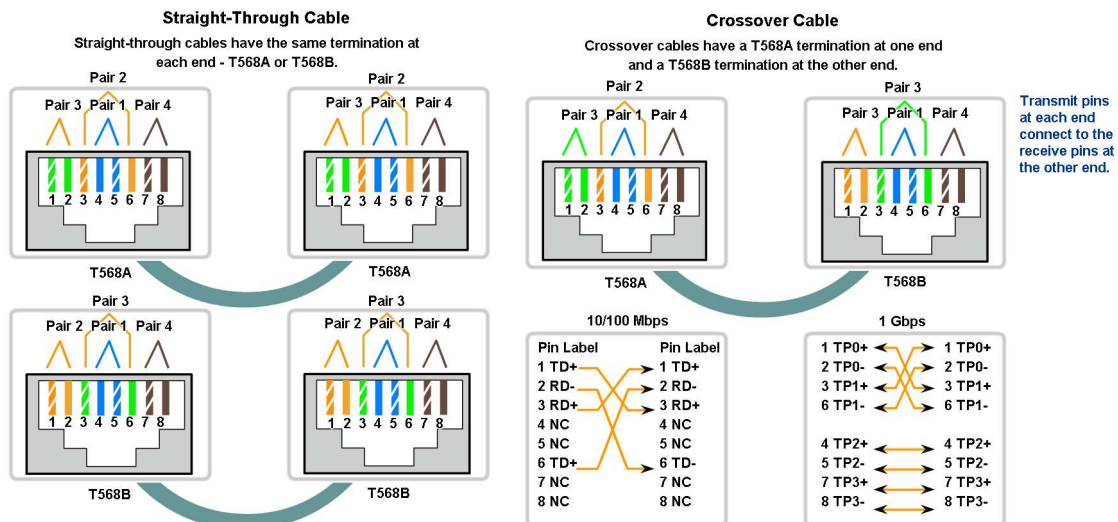 Straight-Through Cable
Straight-through cables have the same termination at
each end - T568A or T568B.
Pair 2
Pair 3 Pair 1 Pair 4
1 2 3 4 5 6 7 8
T568A
Pair 2
Pair 3 Pair 1 Pair 4
1 2 3 4 5 6 7 8
T568A
Pair 3
Pair 2 Pair 1 Pair 4
1 2 3 4 5 6 7 8
T568B
Pair 3
Pair 2 Pair 1 Pair 4
1 2 3 4 5 6 7 8
T568B
Crossover Cable
Crossover cables have a T568A termination at one end
and a T568B termination at the other end.
Pair 2
Pair 3 Pair 1 Pair 4
1 2 3 4 5 6 7 8
T568A
Pair 3
Pair 2 Pair 1 Pair 4
1 2 3 4 5 6 7 8
T568B
Transmit pins
at each end
connect to the
receive pins at
the other end.
10/100 Mbps
Pin Label Pin Label
1 TD+ 1 TD+
2 RD- 2 RD-
3 RD+ 3 RD+
4 NC 4 NC
5 NC 5 NC
6 TD+ 6 TD-
7 NC 7 NC
8 NC 8 NC
1 Gbps
1 TP0+ 1 TP0+
2 TP0- 2 TP0-
3 TP1+ 3 TP1+
6 TP1- 6 TP1-
4 TP2+ 4 TP2+
5 TP2- 5 TP2-
7 TP3+ 7 TP3+
8 TP3- 8 TP3-